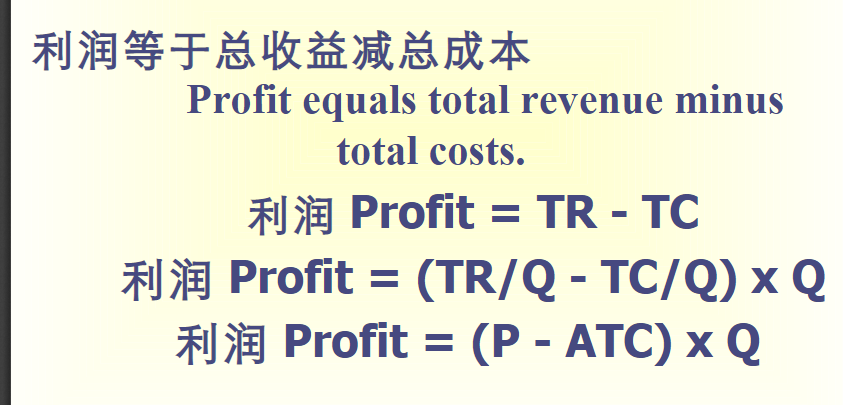 利润等于总收益减总成本
Profit equals total revenue minus
total costs.
利润 Profit = TR - TC
利润 Profit = (TR/Q - TC/Q) x Q
利润 Profit = (P - ATC) x Q